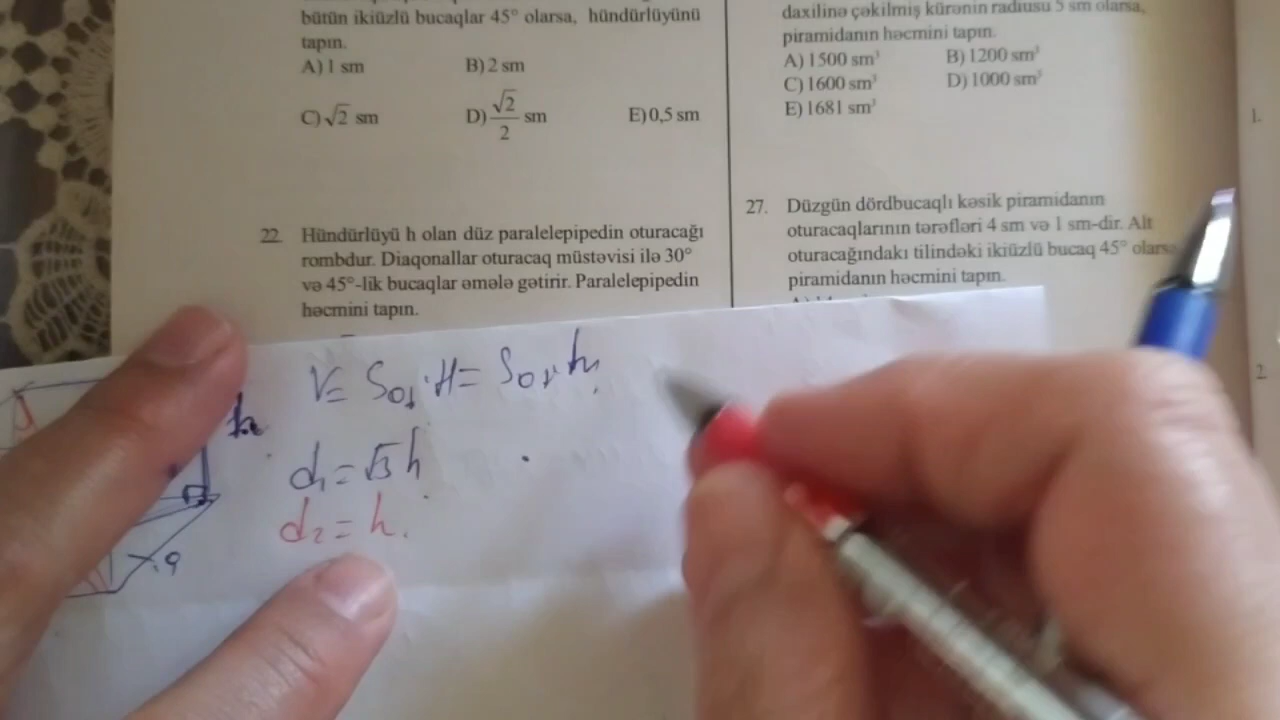 bütün ikiüzlü bucaqlar 45° olarsa, hündürlüyünü
tapın.
A) 1 sm B) 2 sm
C) √2 sm D) √2/2 sm E) 0,5 sm
22. Hündürlüyü h olan düz paralelepipedin oturacağı
rombdur. Diaqonallar oturacaq müstəvisi ilə 30°
və 45°-lik bucaqlar əmələ gətirir. Paralelepipedin
həcmini tapın.
daxilinə çəkilmiş kürənin radiusu 5 sm olarsa,
piramidanın həcmini tapın.
A) 1500 sm³ B) 1200 sm³
C) 1600 sm³ D) 1000 sm³
E) 1681 sm³
27. Düzgün dördbucaqlı kəsik piramidanın
oturacaqlarının tərəfləri 4 sm və 1 sm-dir. Alt
oturacağındakı tilindəki ikiüzlü bucaq 45° olarsa
piramidanın həcmini tapın.
1.
2
V = Sot · H = Sot · h
d₁ = √3 h
d₂ = h.
h
a